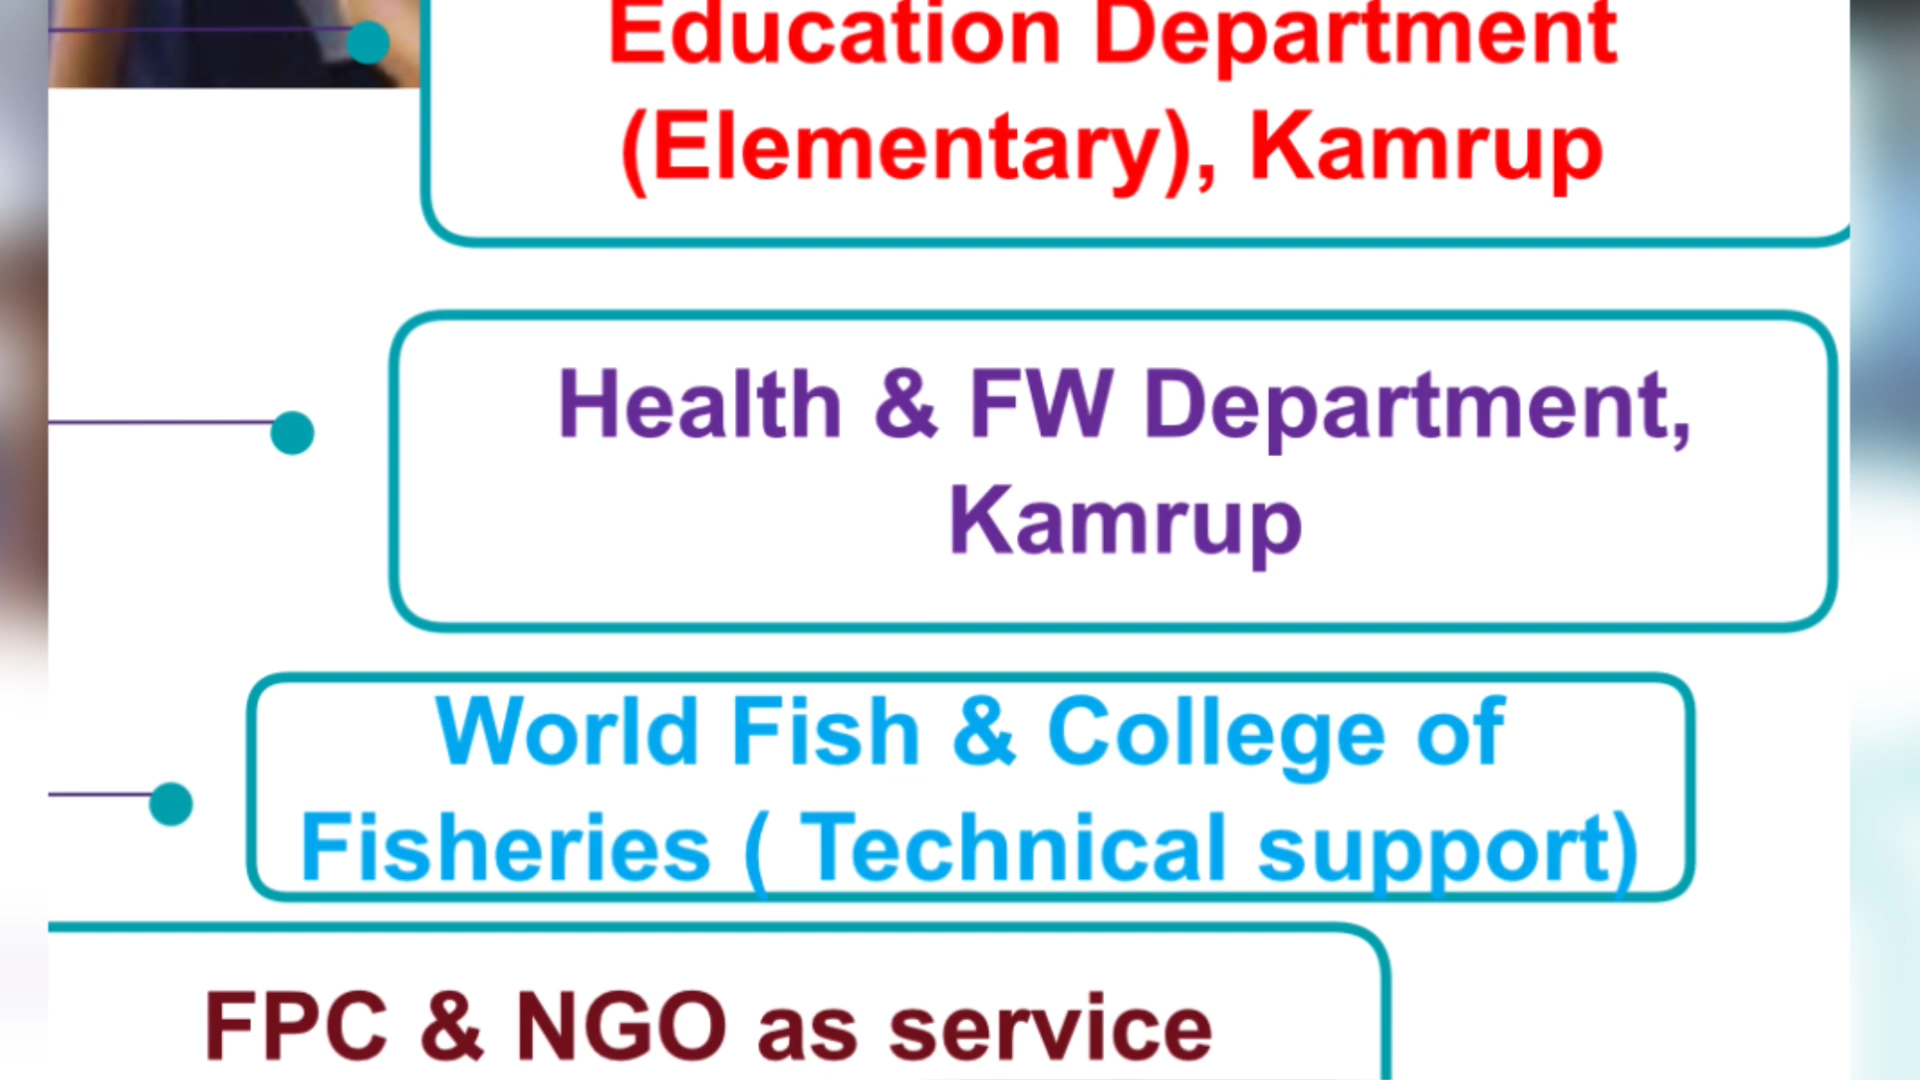 Education Department
(Elementary), Kamrup
Health & FW Department,
Kamrup
World Fish & College of
Fisheries ( Technical support)
FPC & NGO as service